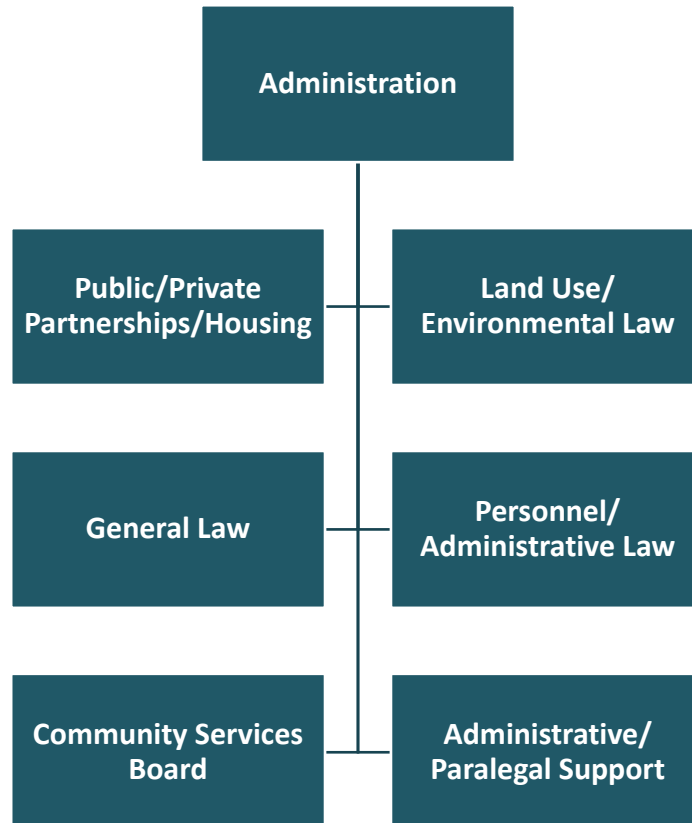 Administration
Public/Private
Partnerships/Housing
Land Use/
Environmental Law
General Law
Personnel/
Administrative Law
Community Services
Board
Administrative/
Paralegal Support